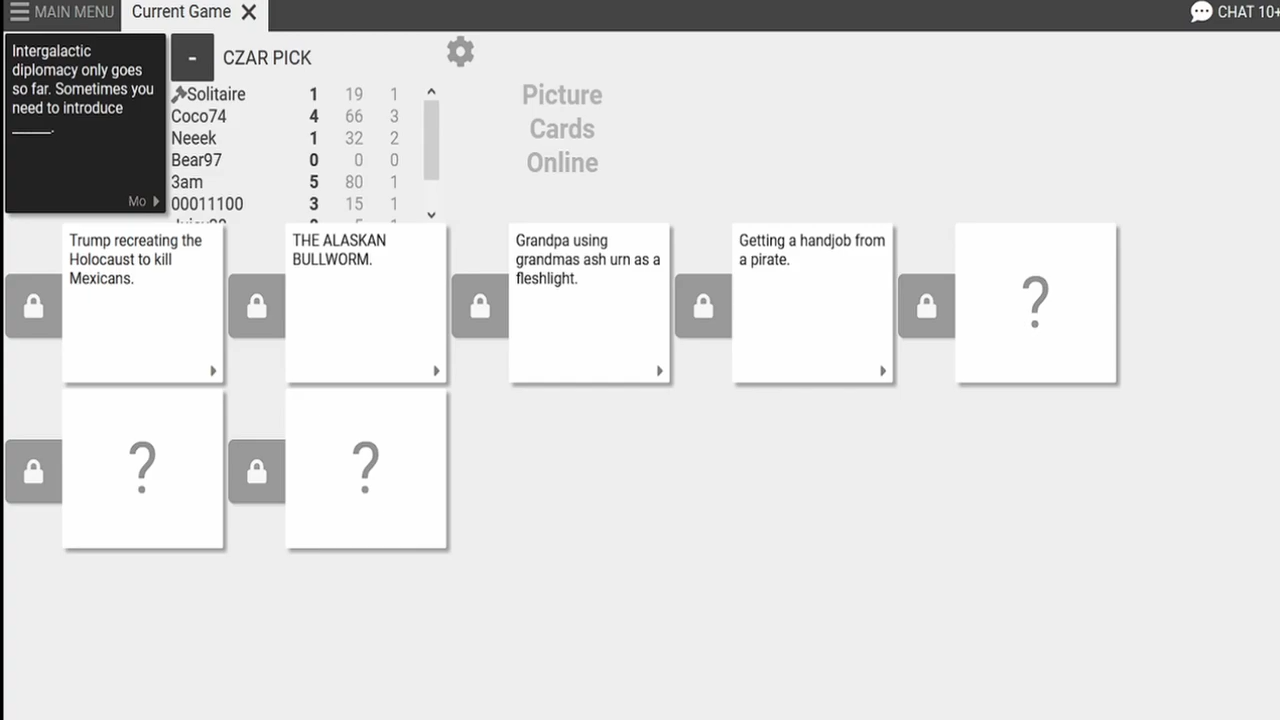 MAIN MENU
Current Game
CHAT 10+
Intergalactic
diplomacy only goes
so far. Sometimes you
need to introduce
_____.
Mo
-
CZAR PICK
Solitaire 1 19 1
Coco74 4 66 3
Neeek 1 32 2
Bear97 0 0 0
3am 5 80 1
00011100 3 15 1
Picture
Cards
Online
Trump recreating the
Holocaust to kill
Mexicans.
THE ALASKAN
BULLWORM.
Grandpa using
grandmas ash urn as a
fleshlight.
Getting a handjob from
a pirate.
?
?
?